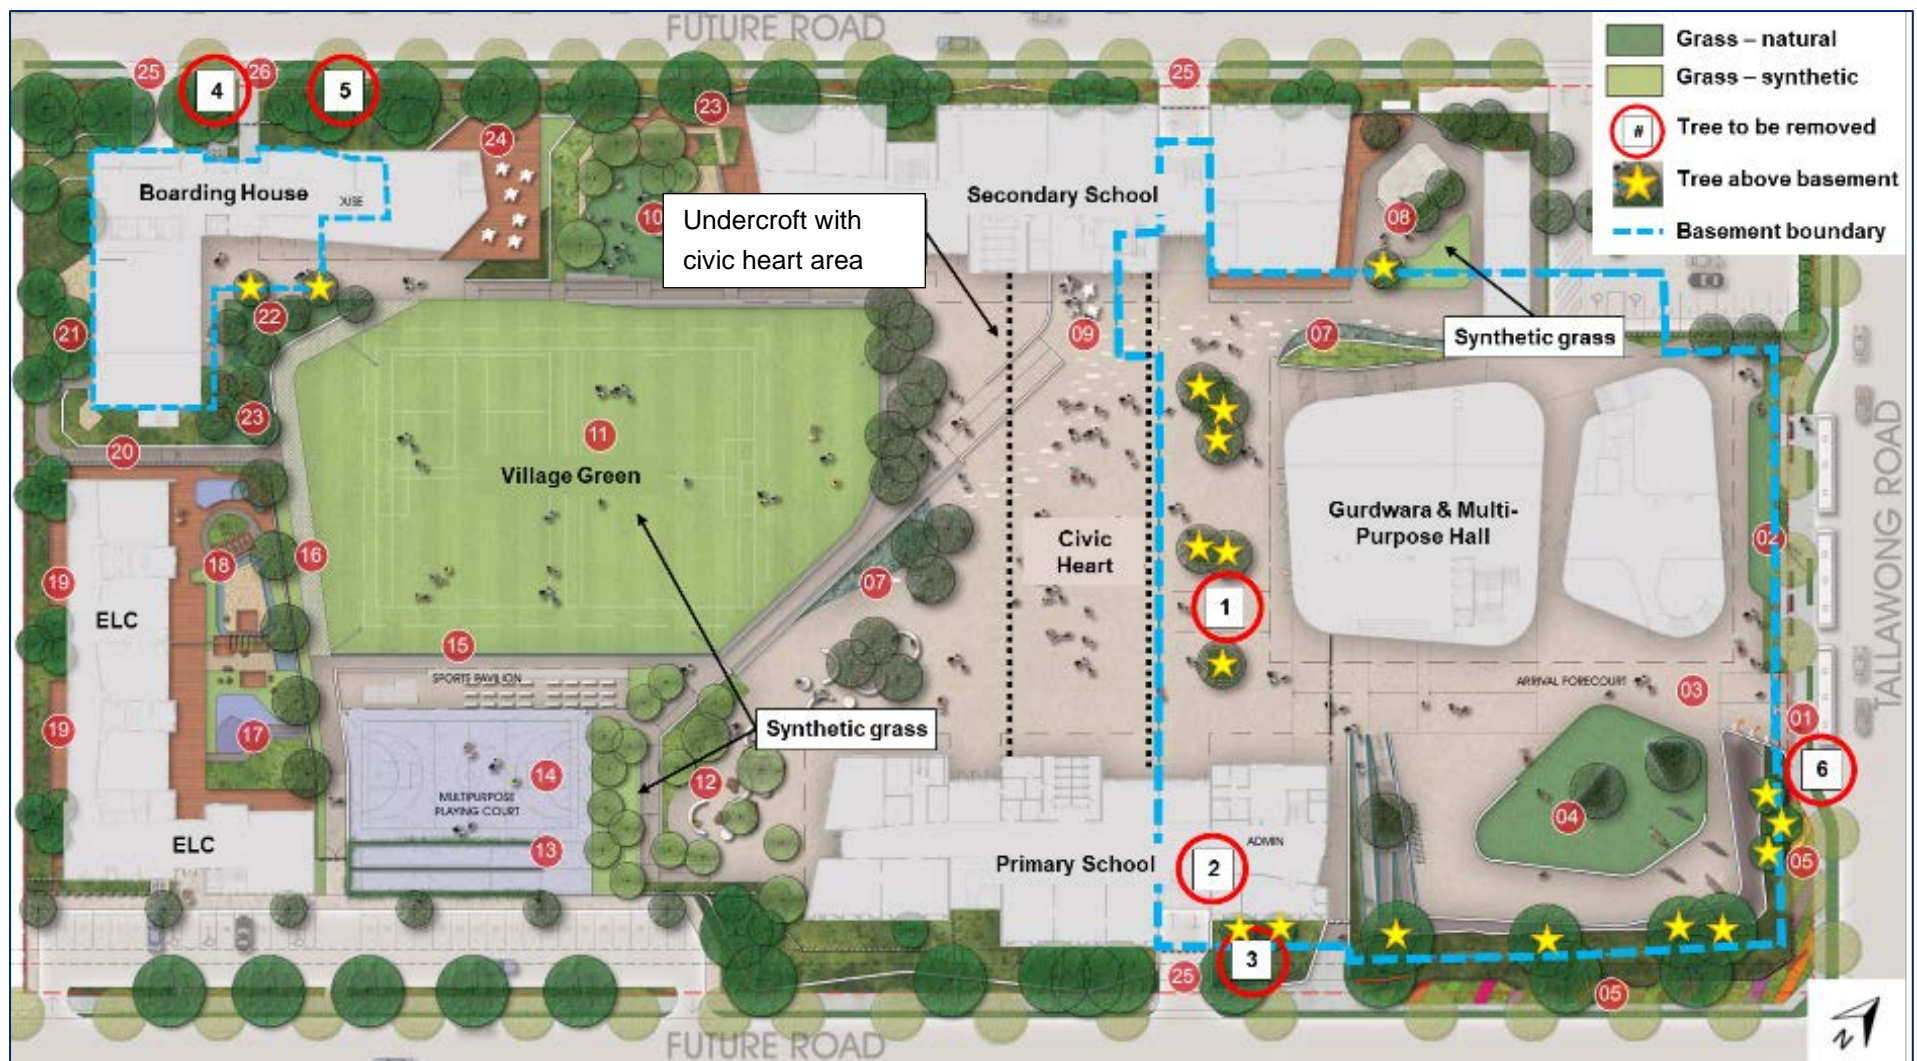 FUTURE ROAD
Grass – natural
Grass – synthetic
# Tree to be removed
Tree above basement
Basement boundary
25
4
26
5
23
24
25
Boarding House
Secondary School
Undercroft with
civic heart area
10
08
21
22
09
07
Synthetic grass
23
20
11
Village Green
TALLAWONG ROAD
Gurdwara & Multi-
Purpose Hall
02
Civic
Heart
16
18
19
07
1
ELC
15
SPORTS PAVILION
ARRIVAL FORECOURT
03
01
19
17
Synthetic grass
14
12
6
MULTIPURPOSE
PLAYING COURT
04
13
ELC
Primary School
ADMIN
2
05
3
25
05
FUTURE ROAD
N